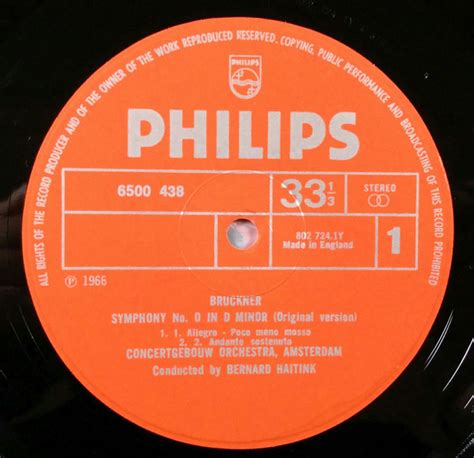 ALL RIGHTS OF THE RECORD PRODUCER AND OF THE OWNER OF THE WORK REPRODUCED RESERVED. COPYING, PUBLIC PERFORMANCE AND BROADCASTING OF THIS RECORD PROHIBITED
PHILIPS
PHILIPS
6500 438
33 1/3
STEREO
802 724.1Y
Made in England
1
℗ 1966
BRUCKNER
SYMPHONY No. 0 IN D MINOR (Original version)
1. 1. Allegro - Poco meno mosso
2. 2. Andante sostenuto
CONCERTGEBOUW ORCHESTRA, AMSTERDAM
Conducted by BERNARD HAITINK